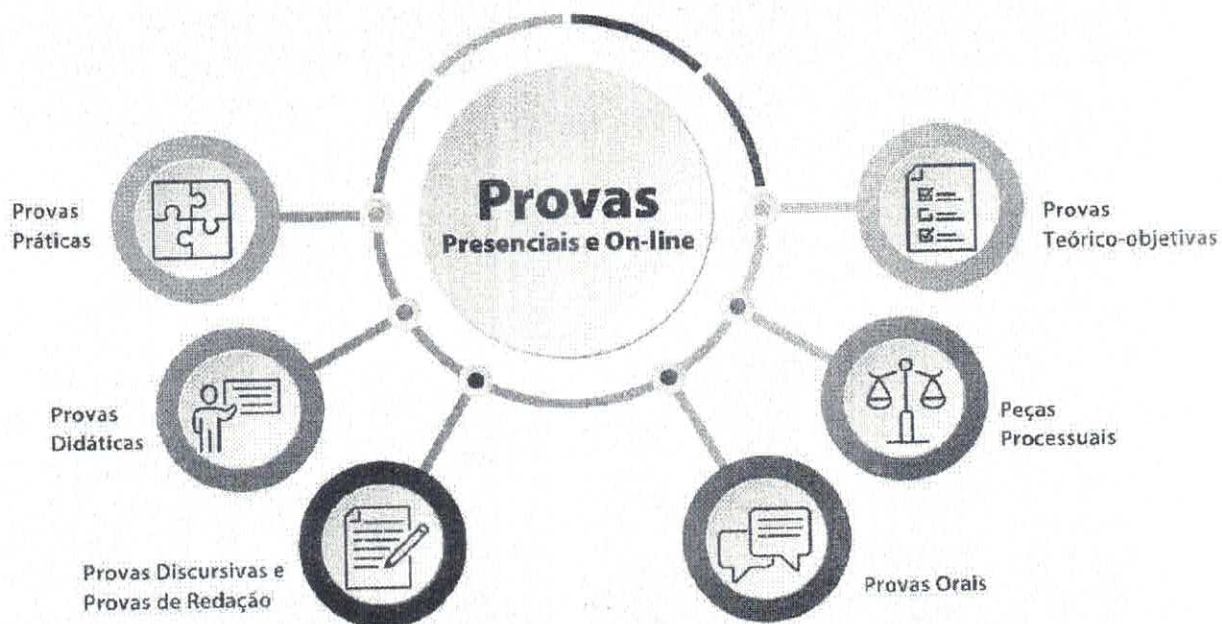 Provas
Presenciais e On-line
Provas
Práticas
Provas
Teórico-objetivas
Provas
Didáticas
Peças
Processuais
Provas Discursivas e
Provas de Redação
Provas Orais